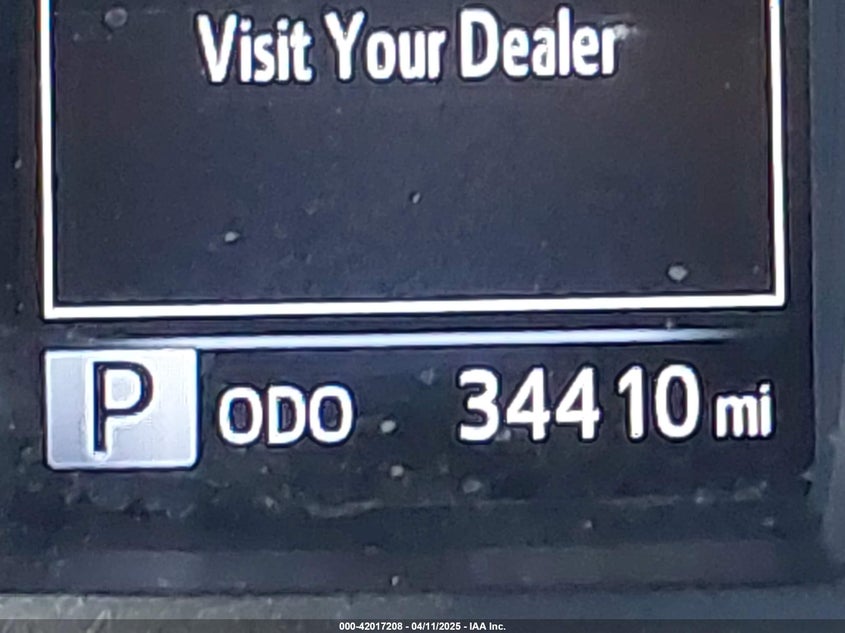 Visit Your Dealer
P ODO 34410 mi
000-42017208 - 04/11/2025 - IAA Inc.